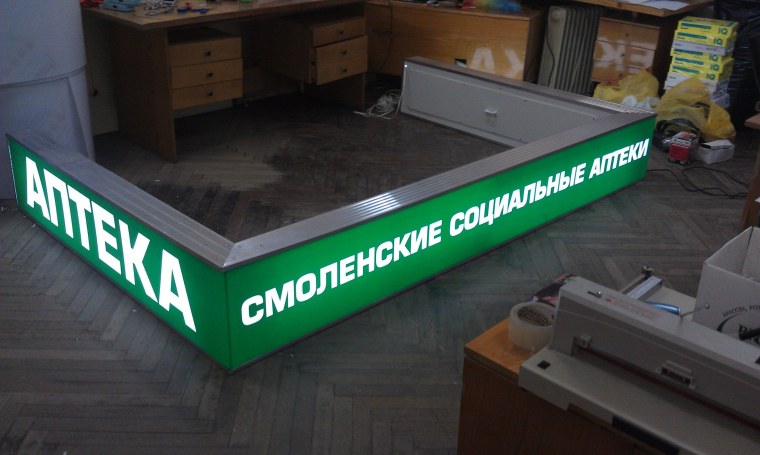 АПТЕКА
СМОЛЕНСКИЕ СОЦИАЛЬНЫЕ АПТЕКИ